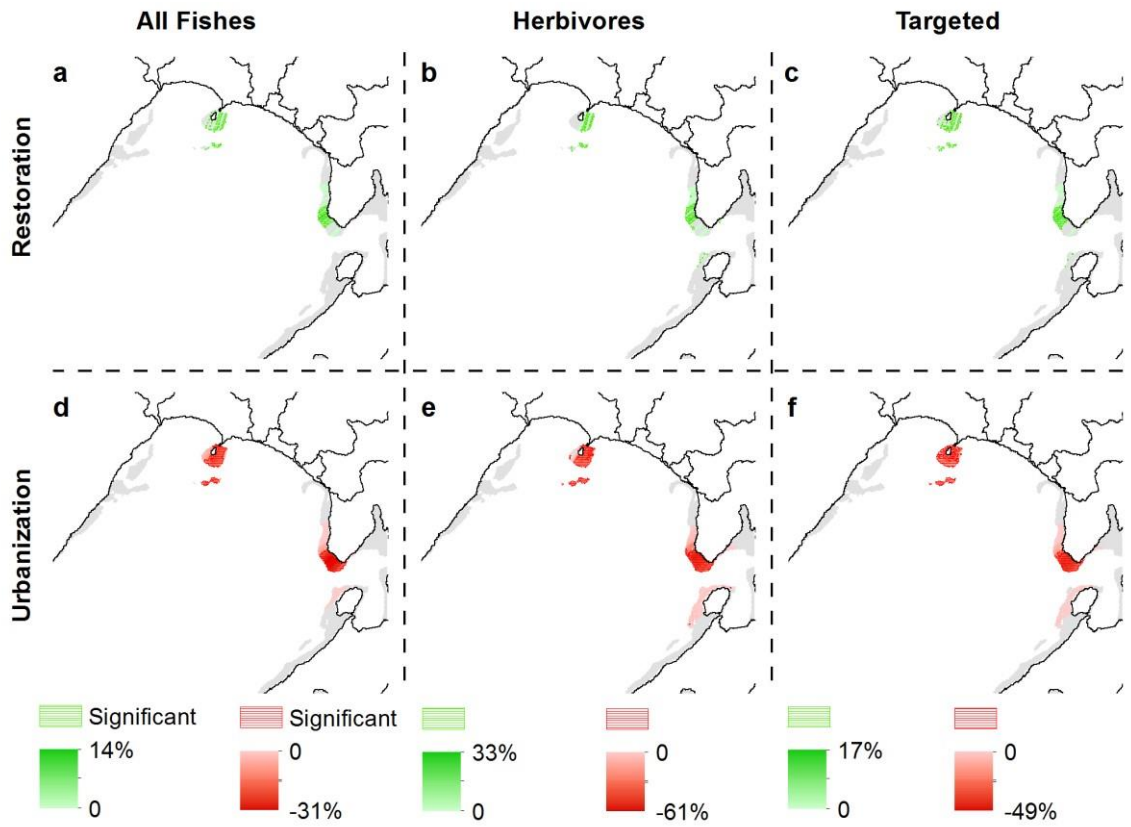 All Fishes Herbivores Targeted
a b c
Restoration
d e f
Urbanization
Significant Significant
14% 0 33% 0 17% 0
0 -31% 0 -61% 0 -49%